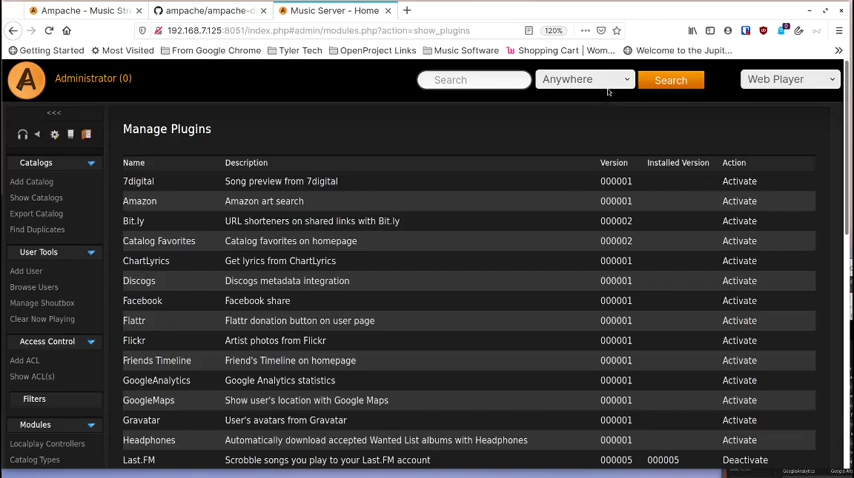 Ampache - Music Str
ampache/ampache-d
Music Server - Home
192.168.7.125:8051/index.php#admin/modules.php?action=show_plugins
120%
Getting Started
Most Visited
From Google Chrome
Tyler Tech
OpenProject Links
Music Software
Shopping Cart | Wom...
Welcome to the Jupit...
Administrator (0)
Search
Anywhere
Search
Web Player
<<<
Catalogs
Add Catalog
Show Catalogs
Export Catalog
Find Duplicates
User Tools
Add User
Browse Users
Manage Shoutbox
Clear Now Playing
Access Control
Add ACL
Show ACL(s)
Filters
Modules
Localplay Controllers
Catalog Types
Manage Plugins
Name Description Version Installed Version Action
7digital Song preview from 7digital 000001 Activate
Amazon Amazon art search 000001 Activate
Bit.ly URL shorteners on shared links with Bit.ly 000002 Activate
Catalog Favorites Catalog favorites on homepage 000002 Activate
ChartLyrics Get lyrics from ChartLyrics 000001 Activate
Discogs Discogs metadata integration 000001 Activate
Facebook Facebook share 000001 Activate
Flattr Flattr donation button on user page 000001 Activate
Flickr Artist photos from Flickr 000001 Activate
Friends Timeline Friend's Timeline on homepage 000001 Activate
GoogleAnalytics Google Analytics statistics 000001 Activate
GoogleMaps Show user's location with Google Maps 000001 Activate
Gravatar User's avatars from Gravatar 000001 Activate
Headphones Automatically download accepted Wanted List albums with Headphones 000001 Activate
Last.FM Scrobble songs you play to your Last.FM account 000005 000005 Deactivate